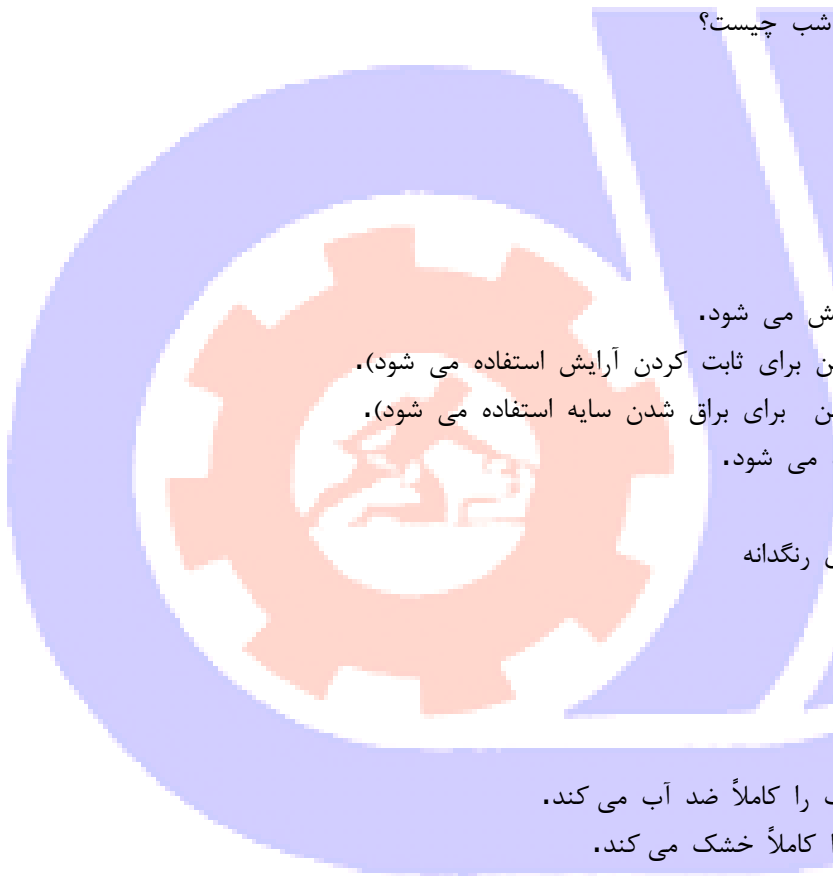 شب چیست؟
می شود.
برای ثابت کردن آرایش استفاده می شود).
برای براق شدن سایه استفاده می شود).
می شود.
رنگدانه
را کاملاً ضد آب می کند.
کاملاً خشک می کند.